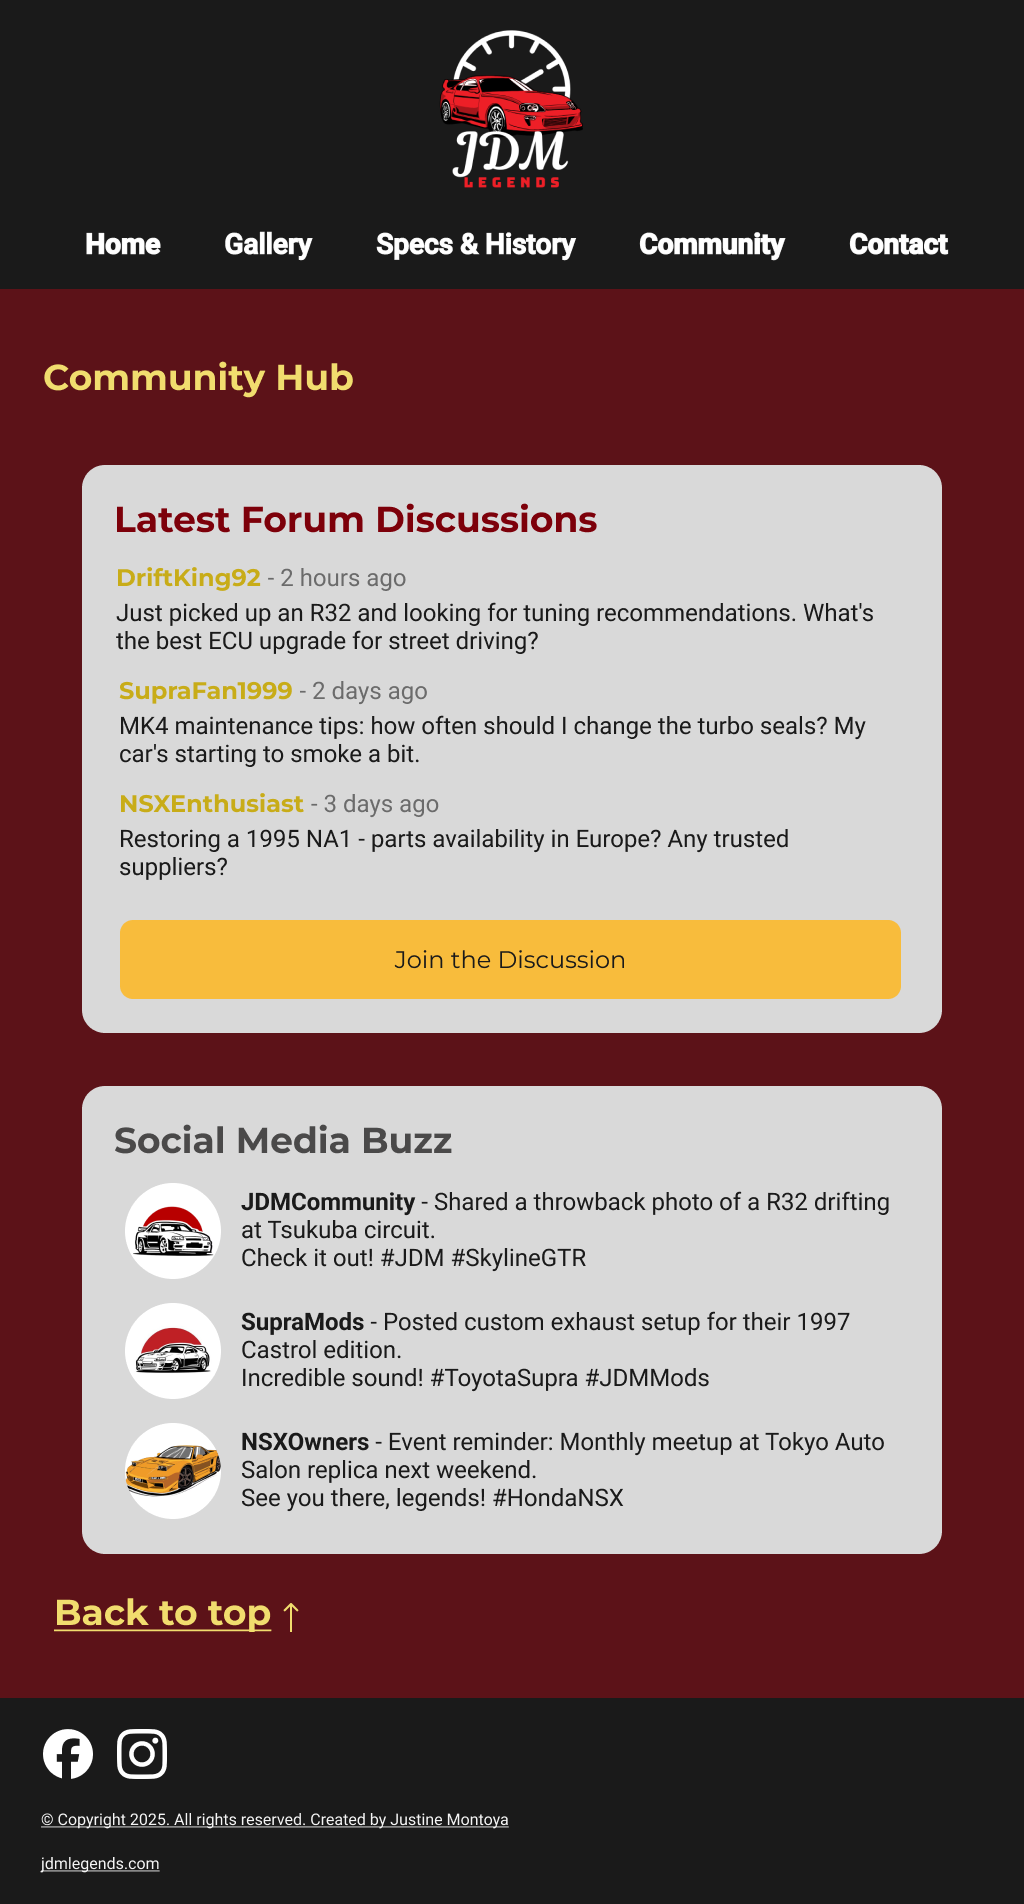 JDM
LEGENDS
Home Gallery Specs & History Community Contact
Community Hub
Latest Forum Discussions
DriftKing92 - 2 hours ago
Just picked up an R32 and looking for tuning recommendations. What's
the best ECU upgrade for street driving?
SupraFan1999 - 2 days ago
MK4 maintenance tips: how often should I change the turbo seals? My
car's starting to smoke a bit.
NSXEnthusiast - 3 days ago
Restoring a 1995 NA1 - parts availability in Europe? Any trusted
suppliers?
Join the Discussion
Social Media Buzz
JDMCommunity - Shared a throwback photo of a R32 drifting
at Tsukuba circuit.
Check it out! #JDM #SkylineGTR
SupraMods - Posted custom exhaust setup for their 1997
Castrol edition.
Incredible sound! #ToyotaSupra #JDMMods
NSXOwners - Event reminder: Monthly meetup at Tokyo Auto
Salon replica next weekend.
See you there, legends! #HondaNSX
Back to top ↑
© Copyright 2025. All rights reserved. Created by Justine Montoya
jdmlegends.com